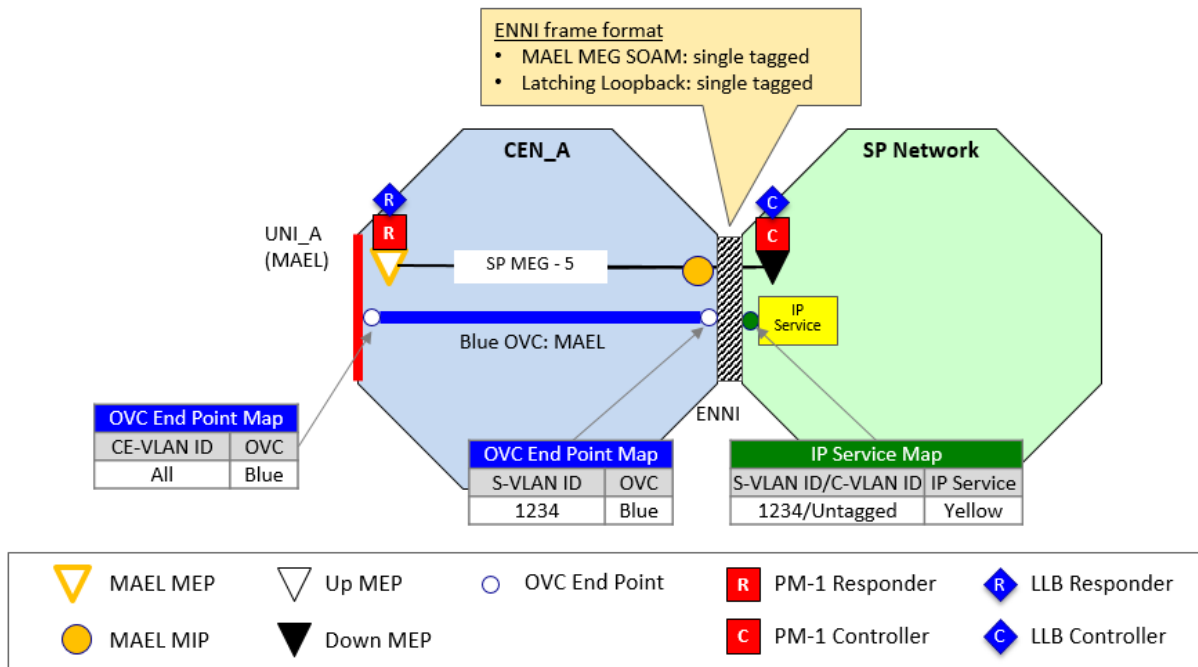 ENNI frame format
• MAEL MEG SOAM: single tagged
• Latching Loopback: single tagged
CEN_A
SP Network
R
C
R
C
UNI_A
(MAEL)
SP MEG - 5
IP
Service
Blue OVC: MAEL
ENNI
OVC End Point Map
CE-VLAN ID OVC
All Blue
OVC End Point Map
S-VLAN ID OVC
1234 Blue
IP Service Map
S-VLAN ID/C-VLAN ID IP Service
1234/Untagged Yellow
MAEL MEP
Up MEP
OVC End Point
R PM-1 Responder
R LLB Responder
MAEL MIP
Down MEP
C PM-1 Controller
C LLB Controller